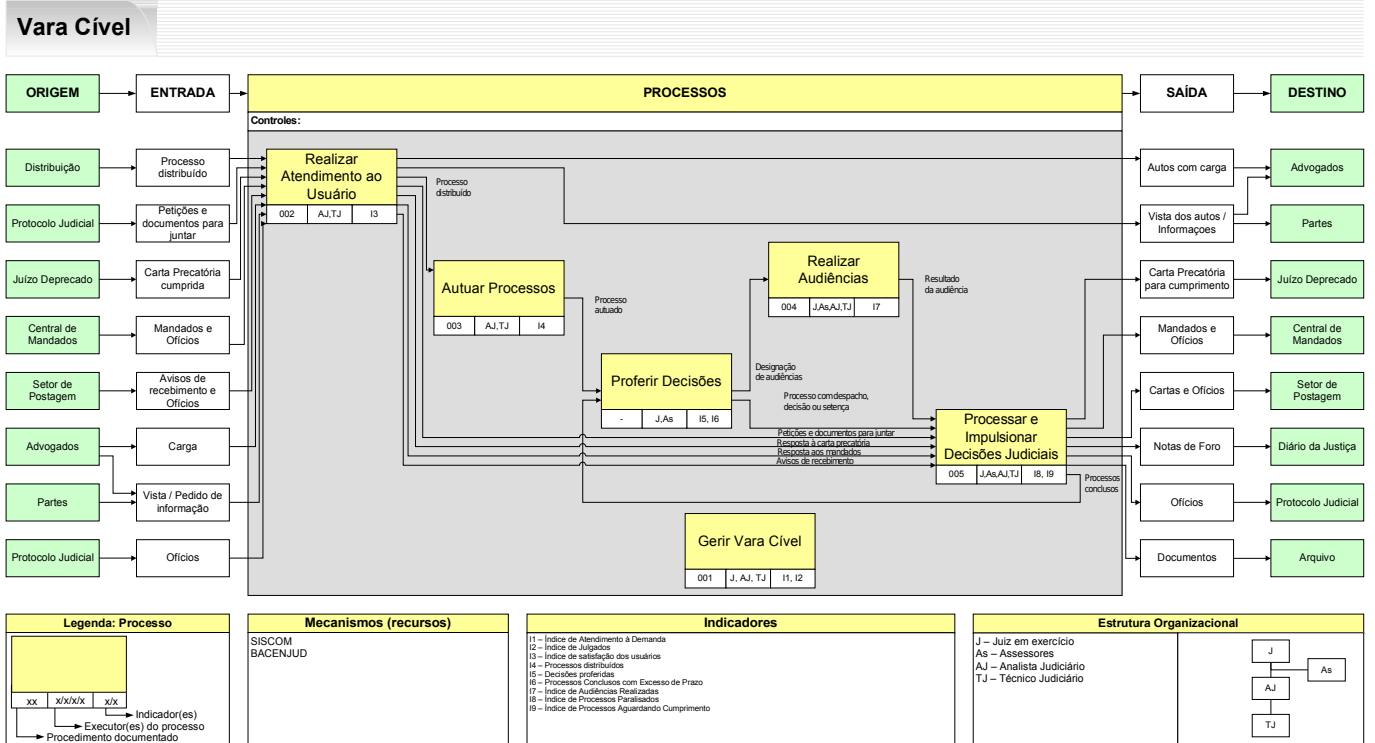 Vara Cível
ORIGEM
ENTRADA
PROCESSOS
SAÍDA
DESTINO
Controles:
Distribuição
Processo
distribuído
Protocolo Judicial
Petições e
documentos para
juntar
Juízo Deprecado
Carta Precatória
cumprida
Central de
Mandados
Mandados e
Ofícios
Setor de
Postagem
Avisos de
recebimento e
Ofícios
Advogados
Carga
Partes
Vista / Pedido de
informação
Protocolo Judicial
Ofícios
Realizar
Atendimento ao
Usuário
002 AJ,TJ I3
Processo
distribuído
Autuar Processos
003 AJ,TJ I4
Processo
autuado
Proferir Decisões
- J,As I5, I6
Designação
de audiências
Processo com despacho,
decisão ou setença
Realizar
Audiências
004 J,As,AJ,TJ I7
Resultado
da audiência
Petições e documentos para juntar
Resposta à carta precatória
Resposta aos mandados
Avisos de recebimento
Processar e
Impulsionar
Decisões Judiciais
005 J,As,AJ,TJ I8, I9
Processos
conclusos
Gerir Vara Cível
001 J, AJ, TJ I1, I2
Autos com carga
Advogados
Vista dos autos /
Informaçoes
Partes
Carta Precatória
para cumprimento
Juízo Deprecado
Mandados e
Ofícios
Central de
Mandados
Cartas e Ofícios
Setor de
Postagem
Notas de Foro
Diário da Justiça
Ofícios
Protocolo Judicial
Documentos
Arquivo
Legenda: Processo
xx x/x/x/x x/x
Indicador(es)
Executor(es) do processo
Procedimento documentado
Mecanismos (recursos)
SISCOM
BACENJUD
Indicadores
I1 – Índice de Atendimento à Demanda
I2 – Índice de Julgados
I3 – Índice de satisfação dos usuários
I4 – Processos distribuídos
I5 – Decisões proferidas
I6 – Processos Conclusos com Excesso de Prazo
I7 – Índice de Audiências Realizadas
I8 – Índice de Processos Paralisados
I9 – Índice de Processos Aguardando Cumprimento
Estrutura Organizacional
J – Juiz em exercício
As – Assessores
AJ – Analista Judiciário
TJ – Técnico Judiciário
J
As
AJ
TJ